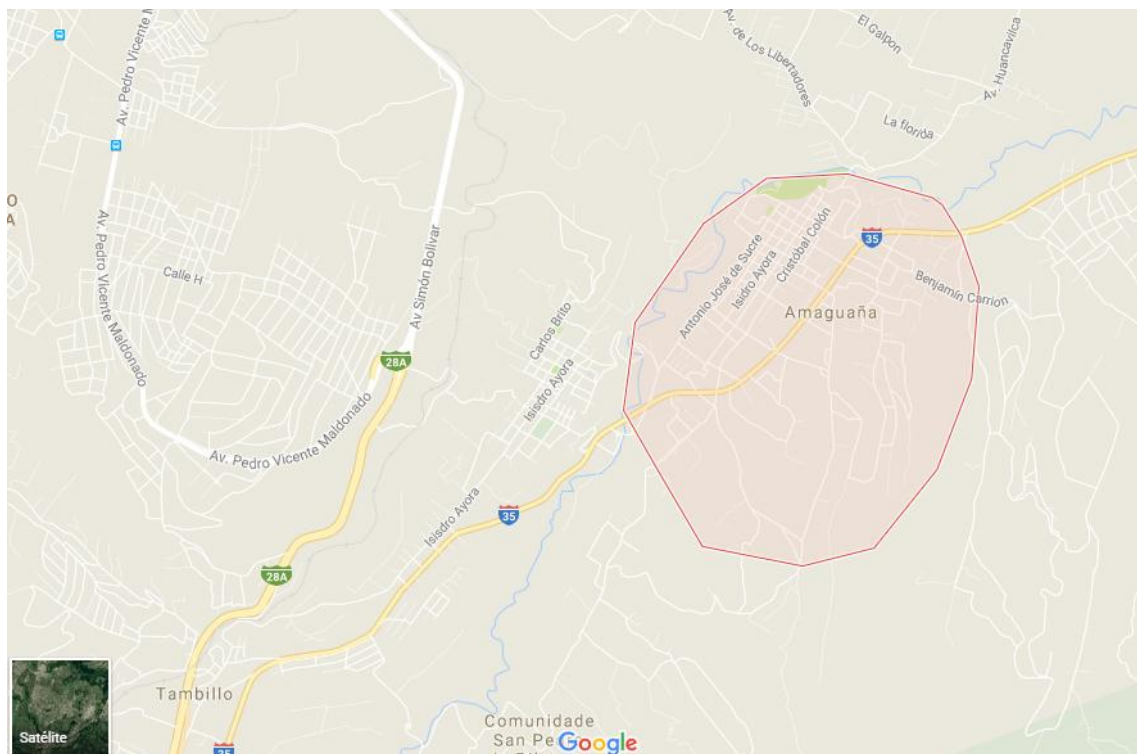 Av. Pedro Vicente M
Av. de Los Libertadores
El Galpon
Av. Huancavilca
La florida
O
A
Av. Pedro Vicente Maldonado
Calle H
Av Simón Bolivar
35
Antonio José de Sucre
Isidro Ayora
Cristóbal Colón
Benjamín Carrion
Amaguaña
Carlos Brito
Isisdro Ayora
28A
Av. Pedro Vicente Maldonado
Isisdro Ayora
35
28A
Tambillo
35
Satélite
Comunidade
San Pe
Google